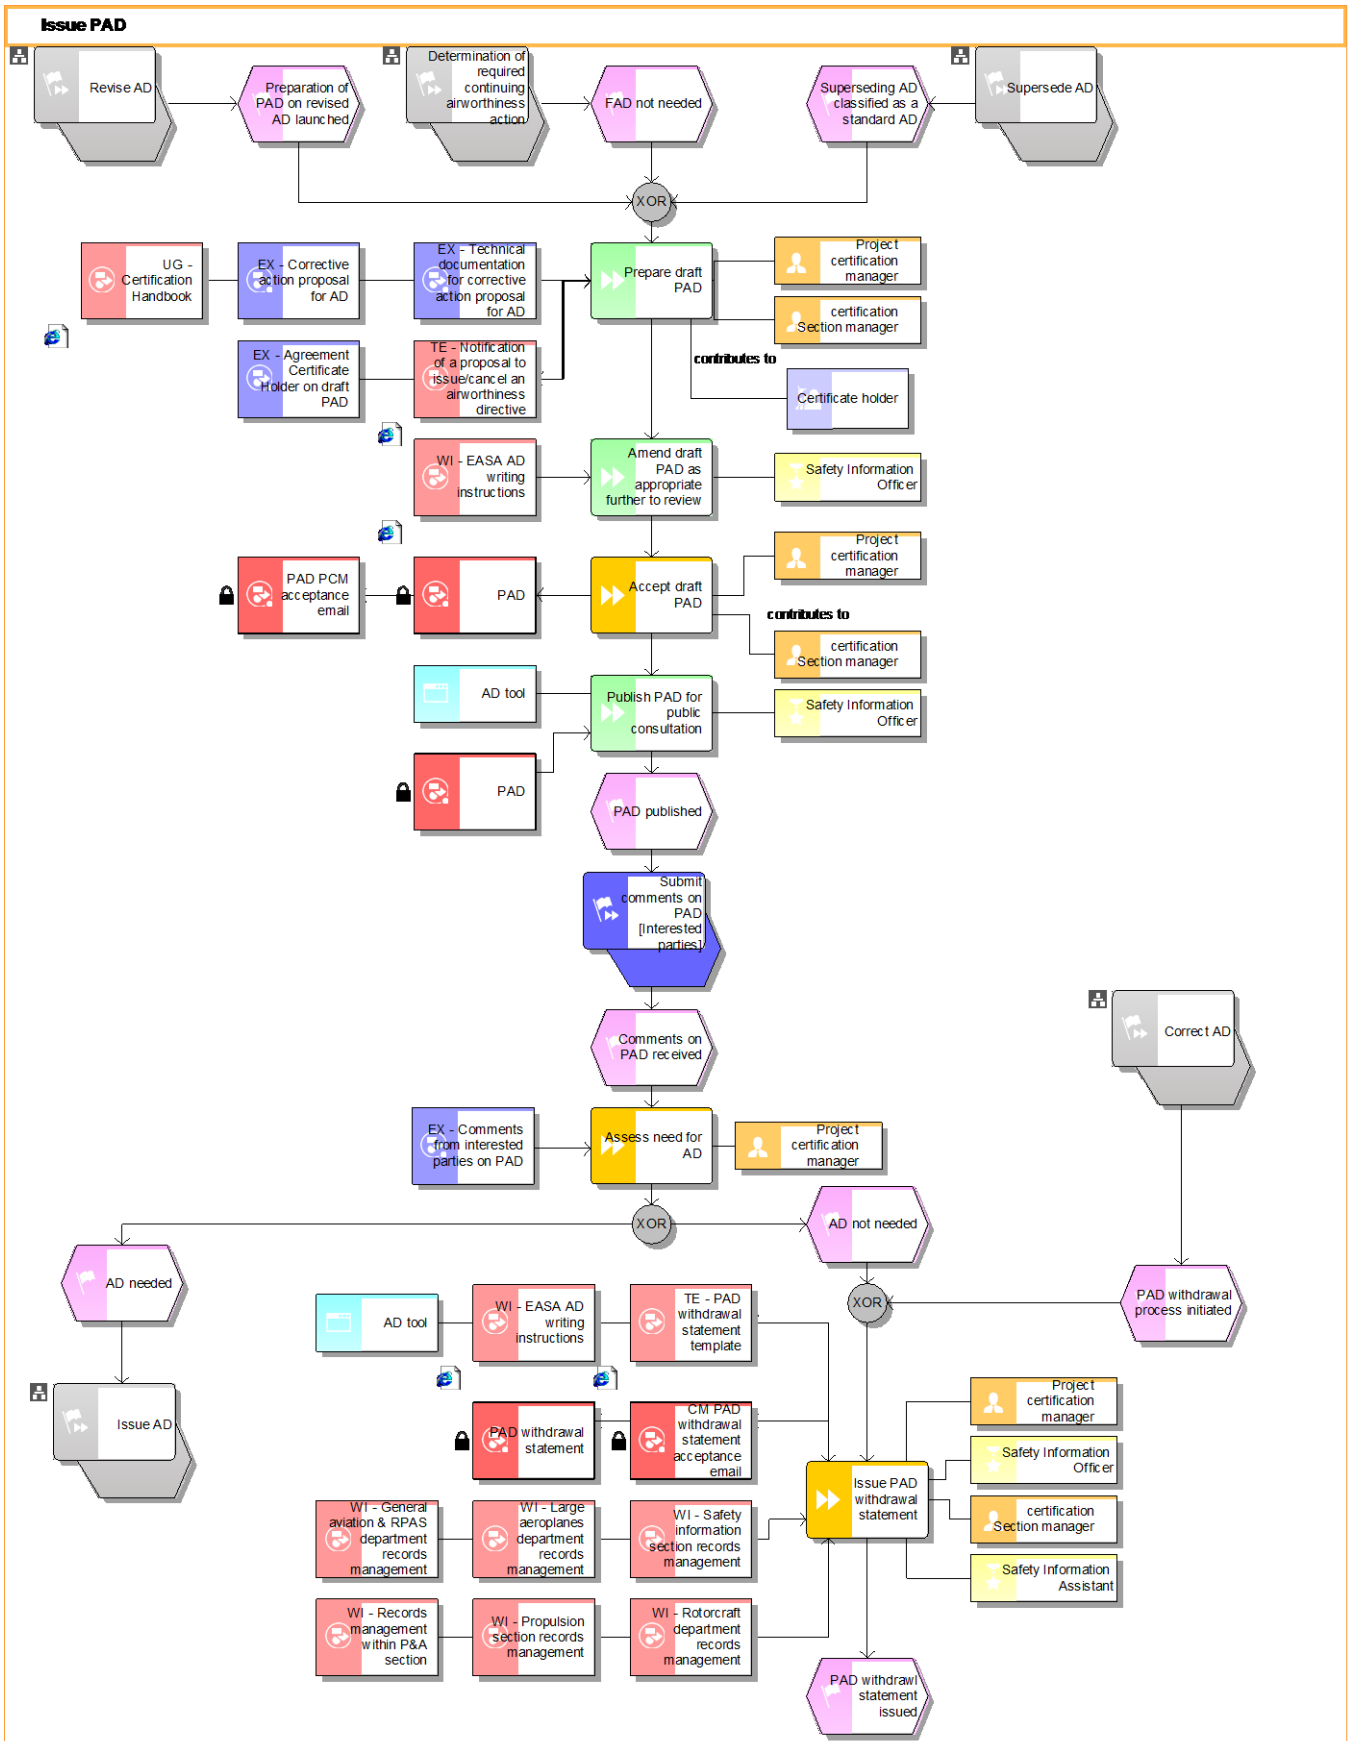 Issue PAD
Revise AD
Preparation of
PAD on revised
AD launched
Determination of
required
continuing
airworthiness
action
FAD not needed
Superseding AD
classified as a
standard AD
Supersede AD
XOR
UG -
Certification
Handbook
EX - Corrective
action proposal
for AD
EX - Technical
documentation
for corrective
action proposal
for AD
Prepare draft
PAD
Project
certification
manager
certification
Section manager
EX - Agreement
Certificate
Holder on draft
PAD
TE - Notification
of a proposal to
issue/cancel an
airworthiness
directive
contributes to
Certificate holder
WI - EASA AD
writing
instructions
Amend draft
PAD as
appropriate
further to review
Safety Information
Officer
PAD PCM
acceptance
email
PAD
Accept draft
PAD
Project
certification
manager
contributes to
certification
Section manager
AD tool
Publish PAD for
public
consultation
Safety Information
Officer
PAD
PAD published
Submit
comments on
PAD
[Interested
parties]
Comments on
PAD received
Correct AD
EX - Comments
from interested
parties on PAD
Assess need for
AD
Project
certification
manager
XOR
AD not needed
AD needed
XOR
PAD withdrawal
process initiated
AD tool
WI - EASA AD
writing
instructions
TE - PAD
withdrawal
statement
template
Issue AD
PAD withdrawal
statement
CM PAD
withdrawal
statement
acceptance
email
Project
certification
manager
Safety Information
Officer
Issue PAD
withdrawal
statement
certification
Section manager
Safety Information
Assistant
WI - General
aviation & RPAS
department
records
management
WI - Large
aeroplanes
department
records
management
WI - Safety
information
section records
management
WI - Records
management
within P&A
section
WI - Propulsion
section records
management
WI - Rotorcraft
department
records
management
PAD withdrawl
statement
issued